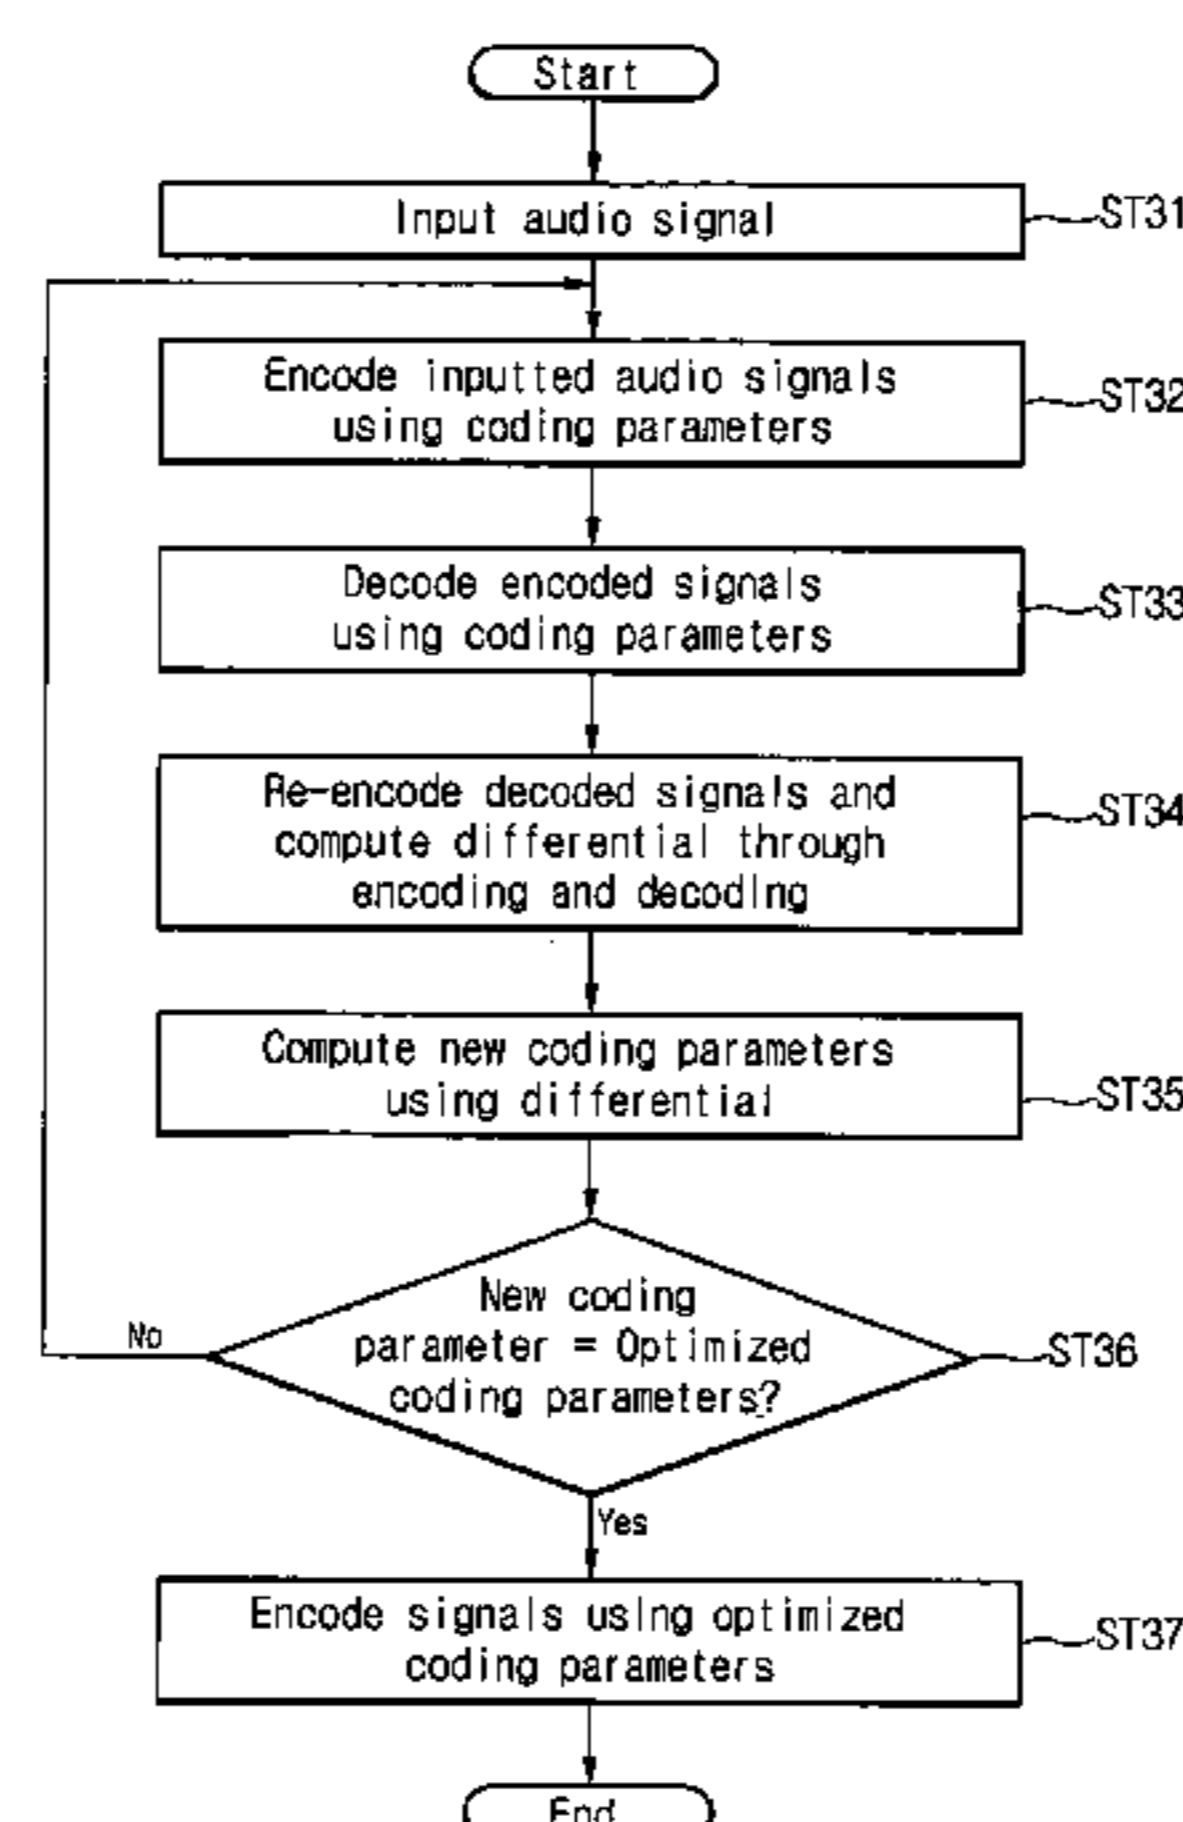 Start
Input audio signal
ST31
Encode inputted audio signals
using coding parameters
ST32
Decode encoded signals
using coding parameters
ST33
Re-encode decoded signals and
compute differential through
encoding and decoding
ST34
Compute new coding parameters
using differential
ST35
New coding
parameter = Optimized
coding parameters?
ST36
No
Yes
Encode signals using optimized
coding parameters
ST37
End